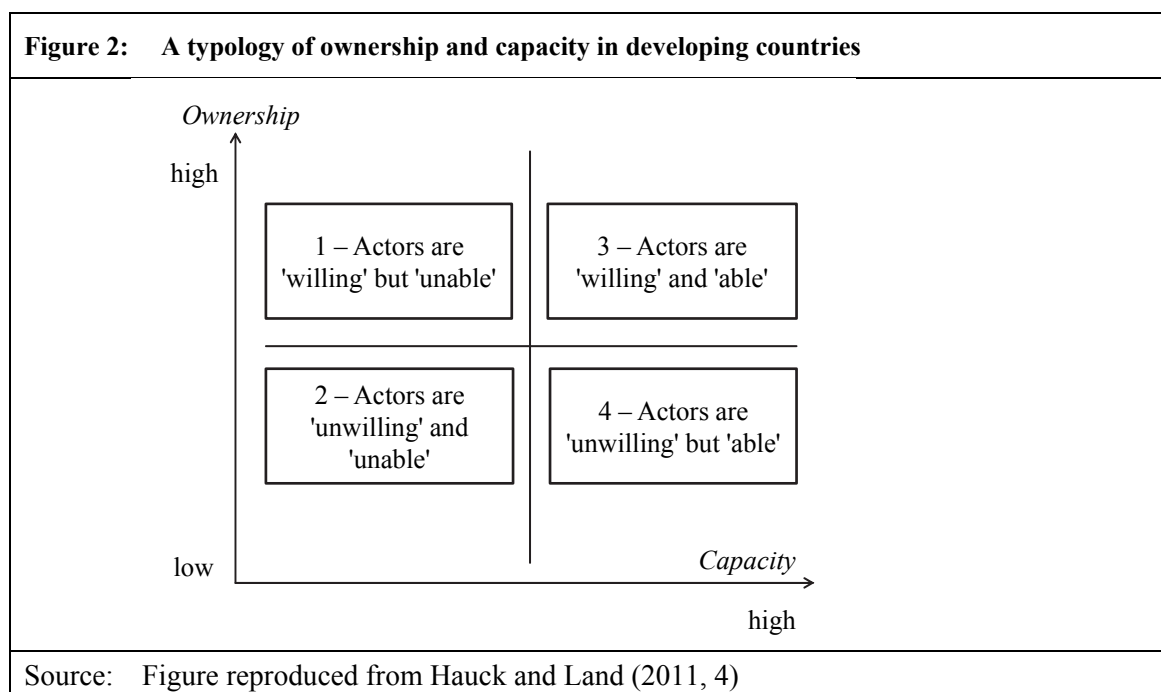 Figure 2: A typology of ownership and capacity in developing countries
Ownership
high
1 – Actors are
'willing' but 'unable'
3 – Actors are
'willing' and 'able'
2 – Actors are
'unwilling' and
'unable'
4 – Actors are
'unwilling' but 'able'
low
Capacity
high
Source: Figure reproduced from Hauck and Land (2011, 4)